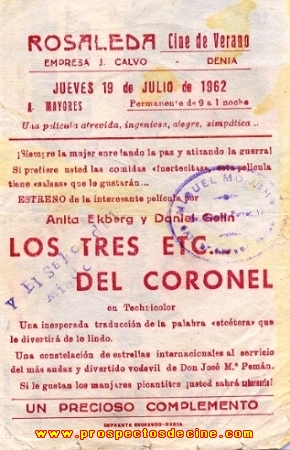 ROSALEDA Cine de Verano
EMPRESA J. CALVO - DENIA
JUEVES 19 de JULIO de 1962
A. MAYORES Permanente de 9 a 1 noche
Una película atrevida, ingeniosa, alegre, simpática ..
¡Siempre la mujer enredando la paz y atizando la guerra!
Si prefiere usted las comidas «fuertecitas», esta película
tiene «salsas» que le gustarán...
ESTRENO de la interesante película por
Anita Ekberg y Daniel Gelin
LOS TRES ETC...
DEL CORONEL
en Technicolor
Una inesperada traducción de la palabra «etcétera» que
le divertirá de lo lindo.
Una constelación de estrellas internacionales al servicio
del más audaz y divertido vodevil de Don José Mª Pemán.
Si le gustan los manjares picantitos ¡usted sabrá saborearla!
UN PRECIOSO COMPLEMENTO
IMPRENTA SEGUNDO-DENIA
www.prospectosdecine.com